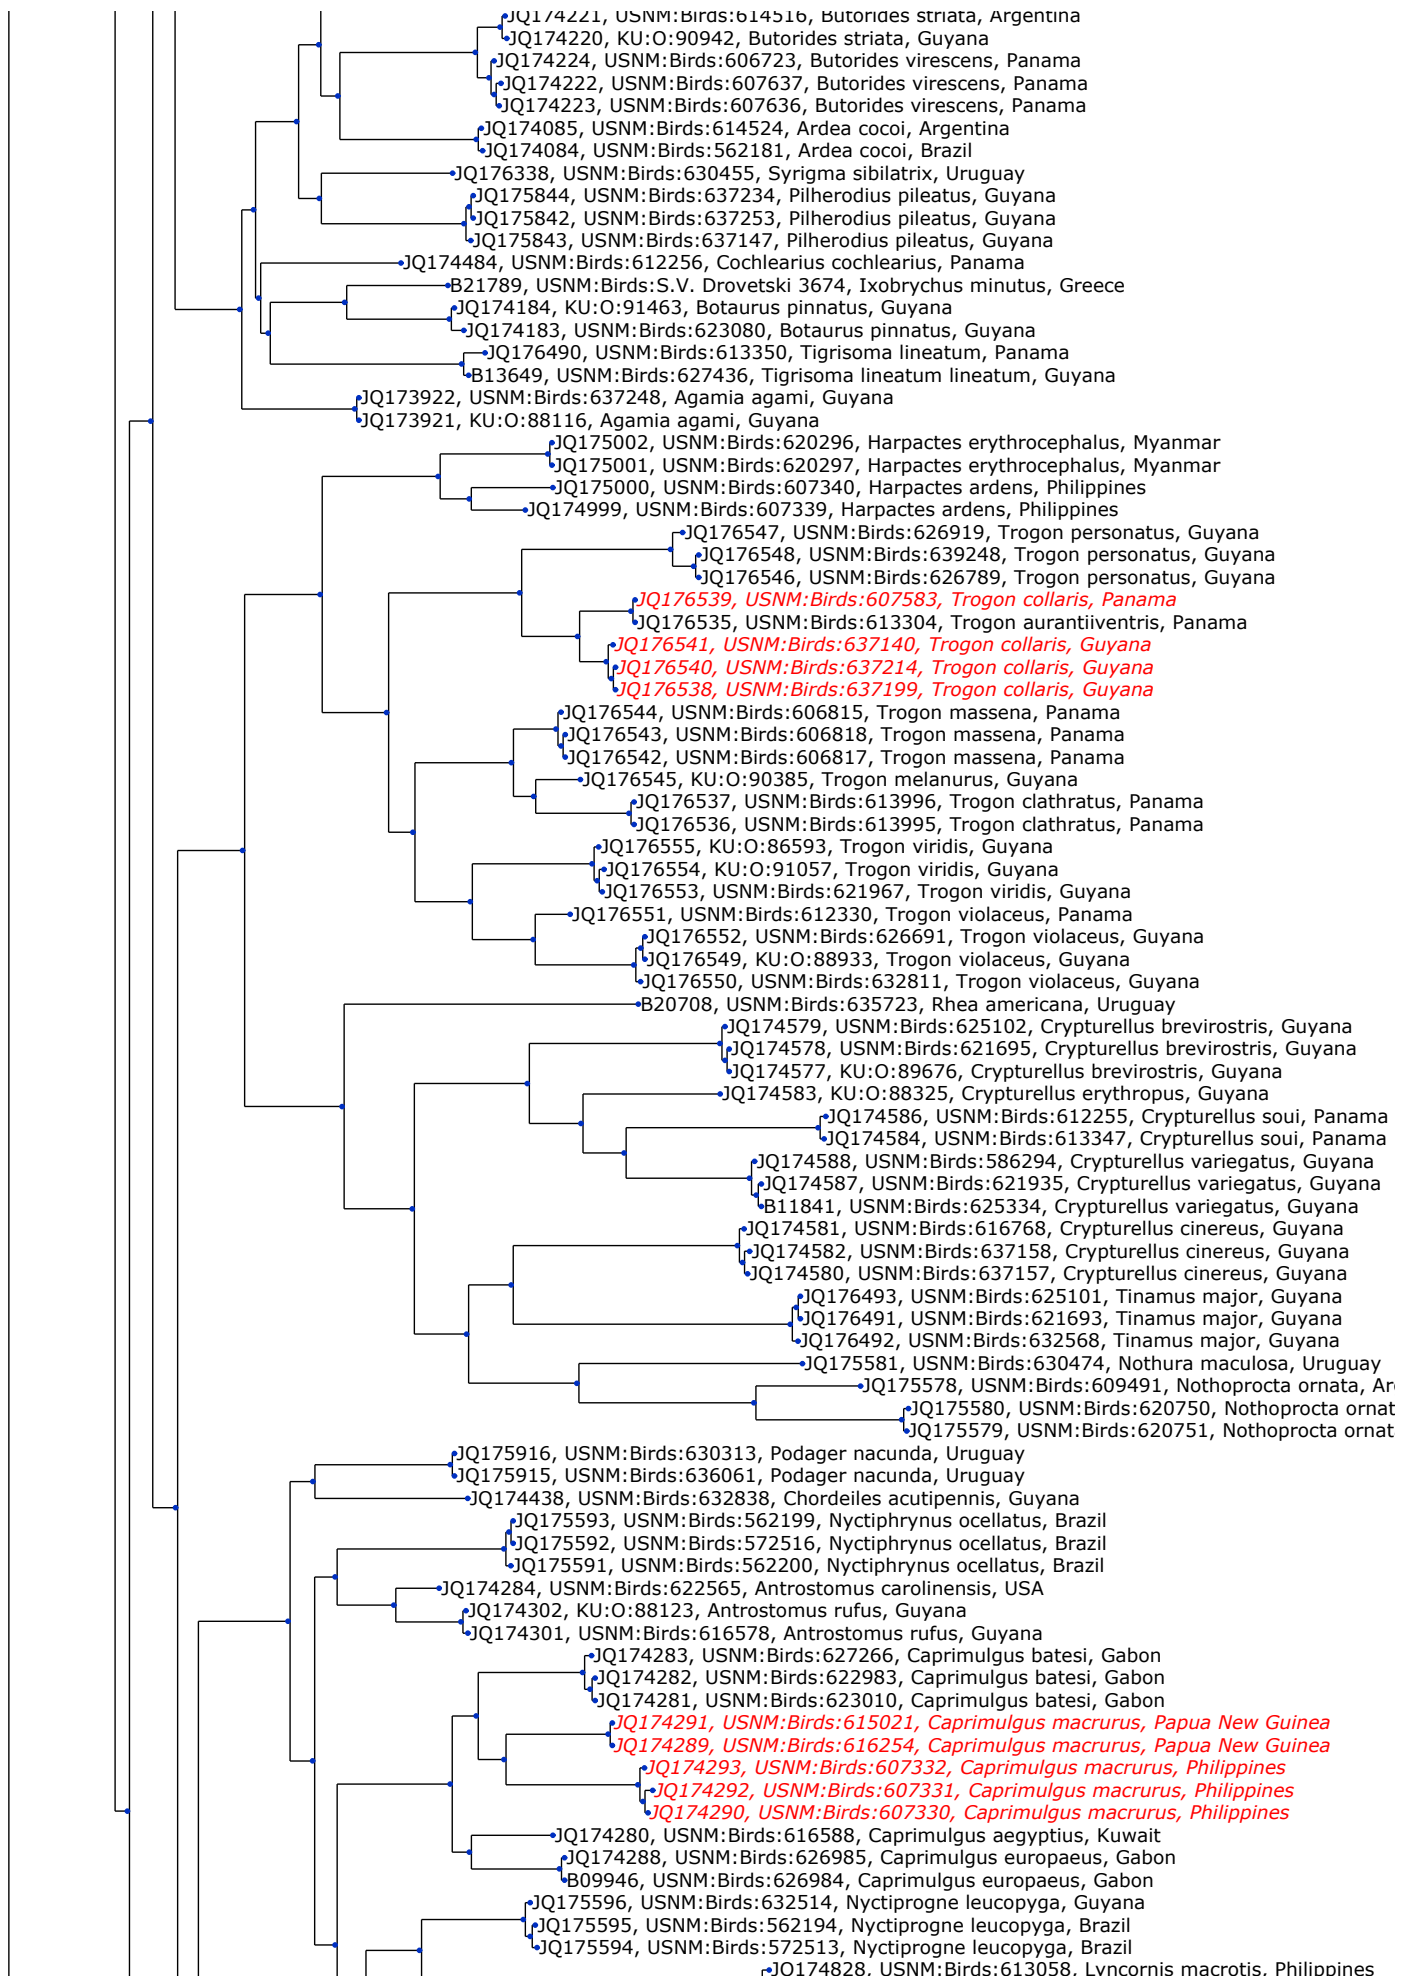 JQ174221, USNM:Birds:614516, Butorides striata, Argentina
JQ174220, KU:O:90942, Butorides striata, Guyana
JQ174224, USNM:Birds:606723, Butorides virescens, Panama
JQ174222, USNM:Birds:607637, Butorides virescens, Panama
JQ174223, USNM:Birds:607636, Butorides virescens, Panama
JQ174085, USNM:Birds:614524, Ardea cocoi, Argentina
JQ174084, USNM:Birds:562181, Ardea cocoi, Brazil
JQ176338, USNM:Birds:630455, Syrigma sibilatrix, Uruguay
JQ175844, USNM:Birds:637234, Pilherodius pileatus, Guyana
JQ175842, USNM:Birds:637253, Pilherodius pileatus, Guyana
JQ175843, USNM:Birds:637147, Pilherodius pileatus, Guyana
JQ174484, USNM:Birds:612256, Cochlearius cochlearius, Panama
B21789, USNM:Birds:S.V. Drovetski 3674, Ixobrychus minutus, Greece
JQ174184, KU:O:91463, Botaurus pinnatus, Guyana
JQ174183, USNM:Birds:623080, Botaurus pinnatus, Guyana
JQ176490, USNM:Birds:613350, Tigrisoma lineatum, Panama
B13649, USNM:Birds:627436, Tigrisoma lineatum lineatum, Guyana
JQ173922, USNM:Birds:637248, Agamia agami, Guyana
JQ173921, KU:O:88116, Agamia agami, Guyana
JQ175002, USNM:Birds:620296, Harpactes erythrocephalus, Myanmar
JQ175001, USNM:Birds:620297, Harpactes erythrocephalus, Myanmar
JQ175000, USNM:Birds:607340, Harpactes ardens, Philippines
JQ174999, USNM:Birds:607339, Harpactes ardens, Philippines
JQ176547, USNM:Birds:626919, Trogon personatus, Guyana
JQ176548, USNM:Birds:639248, Trogon personatus, Guyana
JQ176546, USNM:Birds:626789, Trogon personatus, Guyana
JQ176539, USNM:Birds:607583, Trogon collaris, Panama
JQ176535, USNM:Birds:613304, Trogon aurantiiventris, Panama
JQ176541, USNM:Birds:637140, Trogon collaris, Guyana
JQ176540, USNM:Birds:637214, Trogon collaris, Guyana
JQ176538, USNM:Birds:637199, Trogon collaris, Guyana
JQ176544, USNM:Birds:606815, Trogon massena, Panama
JQ176543, USNM:Birds:606818, Trogon massena, Panama
JQ176542, USNM:Birds:606817, Trogon massena, Panama
JQ176545, KU:O:90385, Trogon melanurus, Guyana
JQ176537, USNM:Birds:613996, Trogon clathratus, Panama
JQ176536, USNM:Birds:613995, Trogon clathratus, Panama
JQ176555, KU:O:86593, Trogon viridis, Guyana
JQ176554, KU:O:91057, Trogon viridis, Guyana
JQ176553, USNM:Birds:621967, Trogon viridis, Guyana
JQ176551, USNM:Birds:612330, Trogon violaceus, Panama
JQ176552, USNM:Birds:626691, Trogon violaceus, Guyana
JQ176549, KU:O:88933, Trogon violaceus, Guyana
JQ176550, USNM:Birds:632811, Trogon violaceus, Guyana
B20708, USNM:Birds:635723, Rhea americana, Uruguay
JQ174579, USNM:Birds:625102, Crypturellus brevirostris, Guyana
JQ174578, USNM:Birds:621695, Crypturellus brevirostris, Guyana
JQ174577, KU:O:89676, Crypturellus brevirostris, Guyana
JQ174583, KU:O:88325, Crypturellus erythropus, Guyana
JQ174586, USNM:Birds:612255, Crypturellus soui, Panama
JQ174584, USNM:Birds:613347, Crypturellus soui, Panama
JQ174588, USNM:Birds:586294, Crypturellus variegatus, Guyana
JQ174587, USNM:Birds:621935, Crypturellus variegatus, Guyana
B11841, USNM:Birds:625334, Crypturellus variegatus, Guyana
JQ174581, USNM:Birds:616768, Crypturellus cinereus, Guyana
JQ174582, USNM:Birds:637158, Crypturellus cinereus, Guyana
JQ174580, USNM:Birds:637157, Crypturellus cinereus, Guyana
JQ176493, USNM:Birds:625101, Tinamus major, Guyana
JQ176491, USNM:Birds:621693, Tinamus major, Guyana
JQ176492, USNM:Birds:632568, Tinamus major, Guyana
JQ175581, USNM:Birds:630474, Nothura maculosa, Uruguay
JQ175578, USNM:Birds:609491, Nothoprocta ornata, Ar
JQ175580, USNM:Birds:620750, Nothoprocta ornat
JQ175579, USNM:Birds:620751, Nothoprocta ornat
JQ175916, USNM:Birds:630313, Podager nacunda, Uruguay
JQ175915, USNM:Birds:636061, Podager nacunda, Uruguay
JQ174438, USNM:Birds:632838, Chordeiles acutipennis, Guyana
JQ175593, USNM:Birds:562199, Nyctiphrynus ocellatus, Brazil
JQ175592, USNM:Birds:572516, Nyctiphrynus ocellatus, Brazil
JQ175591, USNM:Birds:562200, Nyctiphrynus ocellatus, Brazil
JQ174284, USNM:Birds:622565, Antrostomus carolinensis, USA
JQ174302, KU:O:88123, Antrostomus rufus, Guyana
JQ174301, USNM:Birds:616578, Antrostomus rufus, Guyana
JQ174283, USNM:Birds:627266, Caprimulgus batesi, Gabon
JQ174282, USNM:Birds:622983, Caprimulgus batesi, Gabon
JQ174281, USNM:Birds:623010, Caprimulgus batesi, Gabon
JQ174291, USNM:Birds:615021, Caprimulgus macrurus, Papua New Guinea
JQ174289, USNM:Birds:616254, Caprimulgus macrurus, Papua New Guinea
JQ174293, USNM:Birds:607332, Caprimulgus macrurus, Philippines
JQ174292, USNM:Birds:607331, Caprimulgus macrurus, Philippines
JQ174290, USNM:Birds:607330, Caprimulgus macrurus, Philippines
JQ174280, USNM:Birds:616588, Caprimulgus aegyptius, Kuwait
JQ174288, USNM:Birds:626985, Caprimulgus europaeus, Gabon
B09946, USNM:Birds:626984, Caprimulgus europaeus, Gabon
JQ175596, USNM:Birds:632514, Nyctiprogne leucopyga, Guyana
JQ175595, USNM:Birds:562194, Nyctiprogne leucopyga, Brazil
JQ175594, USNM:Birds:572513, Nyctiprogne leucopyga, Brazil
JQ174828, USNM:Birds:613058, Lyncornis macrotis, Philippines